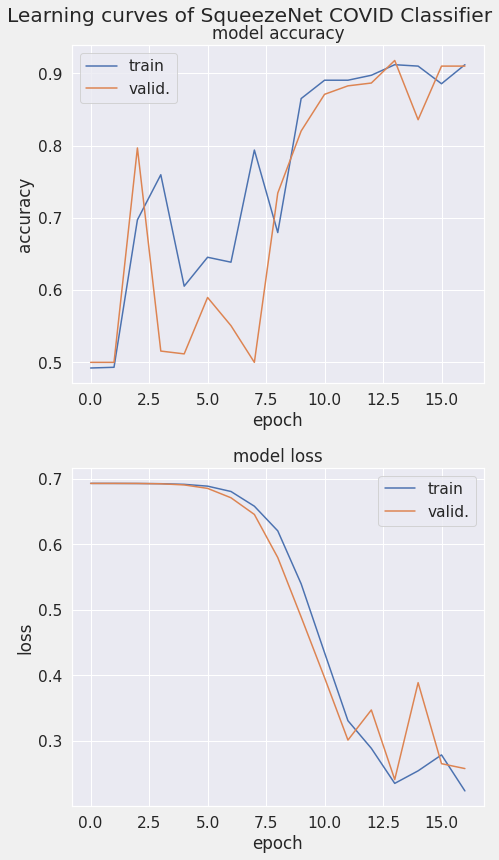 Learning curves of SqueezeNet COVID Classifier
model accuracy
train
valid.
0.9
0.8
0.7
0.6
0.5
accuracy
0.0 2.5 5.0 7.5 10.0 12.5 15.0
epoch
model loss
train
valid.
0.7
0.6
0.5
0.4
0.3
loss
0.0 2.5 5.0 7.5 10.0 12.5 15.0
epoch